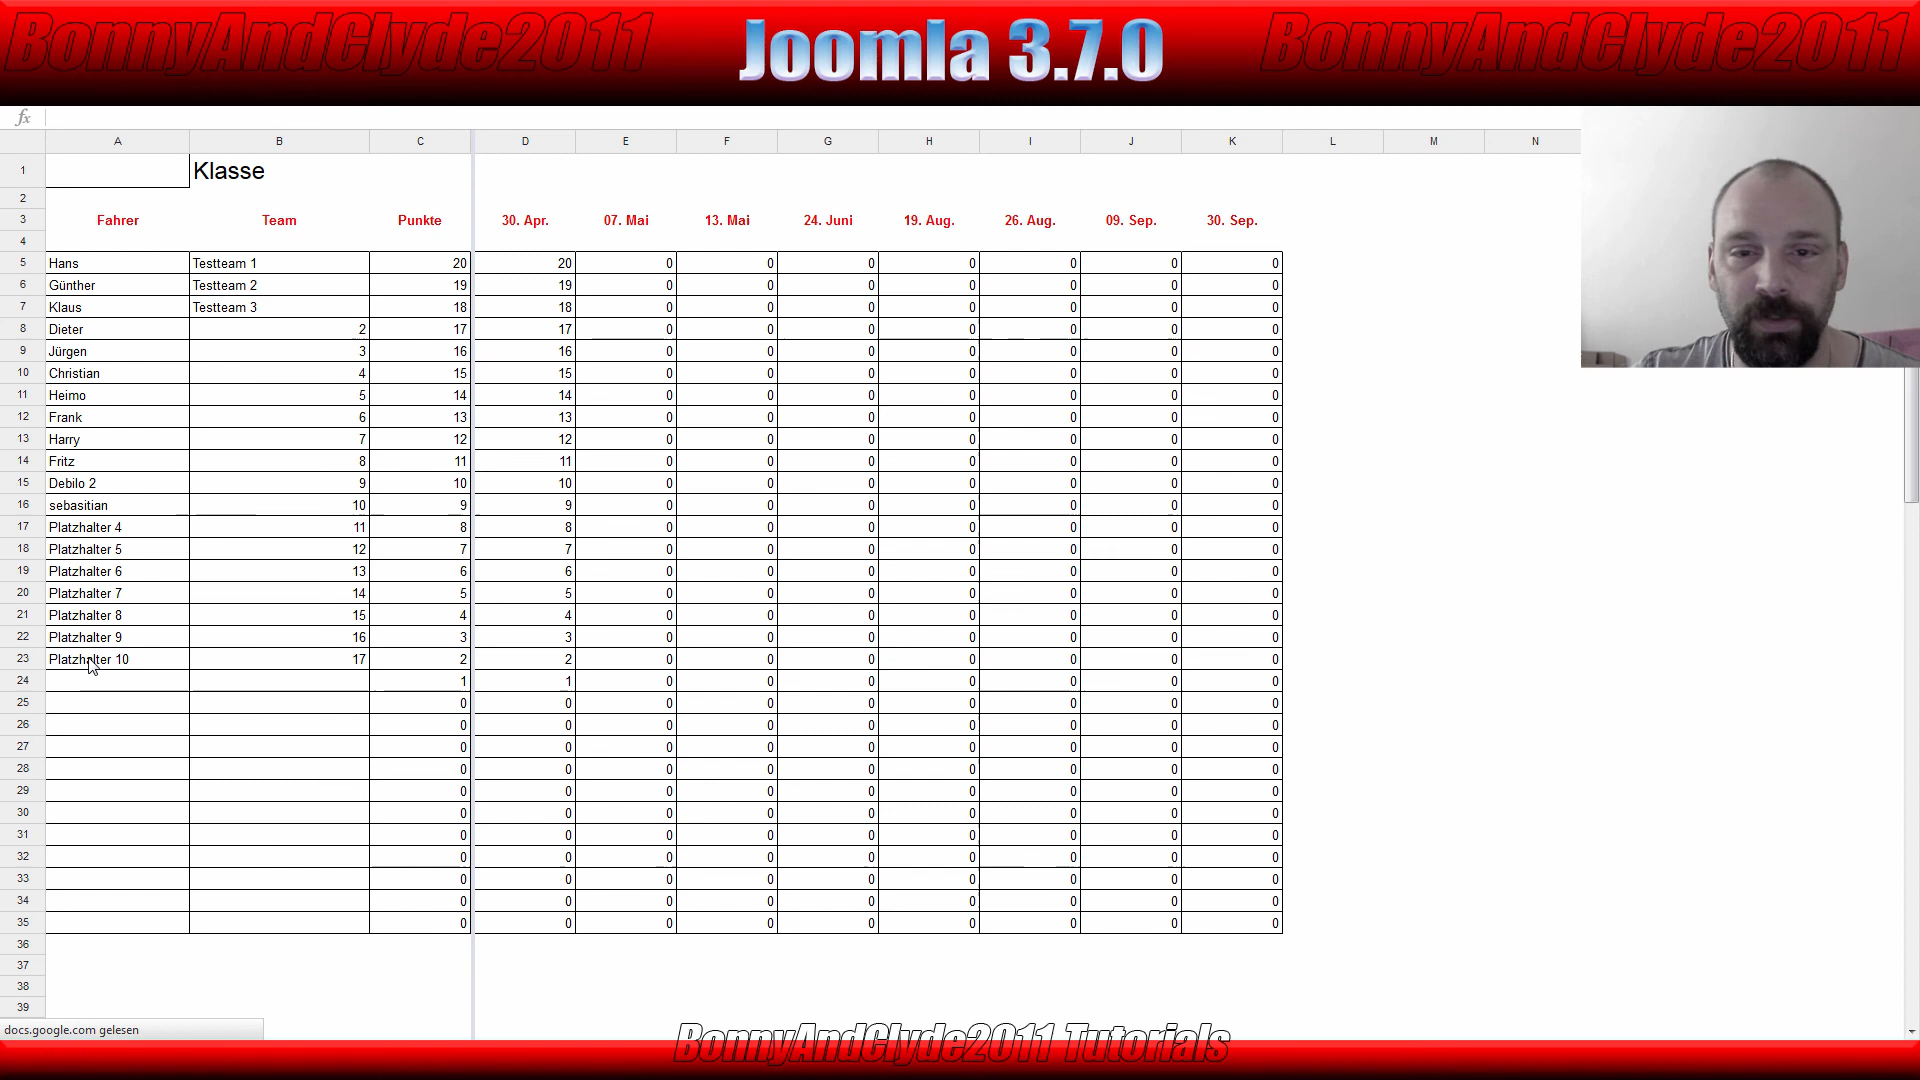 BonnyAndClyde2011 Joomla 3.7.0 BonnyAndClyde2011
fx
A B C D E F G H I J K L M N
1 Klasse
2
3 Fahrer Team Punkte 30. Apr. 07. Mai 13. Mai 24. Juni 19. Aug. 26. Aug. 09. Sep. 30. Sep.
4
5 Hans Testteam 1 20 20 0 0 0 0 0 0 0
6 Günther Testteam 2 19 19 0 0 0 0 0 0 0
7 Klaus Testteam 3 18 18 0 0 0 0 0 0 0
8 Dieter 2 17 17 0 0 0 0 0 0 0
9 Jürgen 3 16 16 0 0 0 0 0 0 0
10 Christian 4 15 15 0 0 0 0 0 0 0
11 Heimo 5 14 14 0 0 0 0 0 0 0
12 Frank 6 13 13 0 0 0 0 0 0 0
13 Harry 7 12 12 0 0 0 0 0 0 0
14 Fritz 8 11 11 0 0 0 0 0 0 0
15 Debilo 2 9 10 10 0 0 0 0 0 0 0
16 sebasitian 10 9 9 0 0 0 0 0 0 0
17 Platzhalter 4 11 8 8 0 0 0 0 0 0 0
18 Platzhalter 5 12 7 7 0 0 0 0 0 0 0
19 Platzhalter 6 13 6 6 0 0 0 0 0 0 0
20 Platzhalter 7 14 5 5 0 0 0 0 0 0 0
21 Platzhalter 8 15 4 4 0 0 0 0 0 0 0
22 Platzhalter 9 16 3 3 0 0 0 0 0 0 0
23 Platzhalter 10 17 2 2 0 0 0 0 0 0 0
24 1 1 0 0 0 0 0 0 0
25 0 0 0 0 0 0 0 0 0
26 0 0 0 0 0 0 0 0 0
27 0 0 0 0 0 0 0 0 0
28 0 0 0 0 0 0 0 0 0
29 0 0 0 0 0 0 0 0 0
30 0 0 0 0 0 0 0 0 0
31 0 0 0 0 0 0 0 0 0
32 0 0 0 0 0 0 0 0 0
33 0 0 0 0 0 0 0 0 0
34 0 0 0 0 0 0 0 0 0
35 0 0 0 0 0 0 0 0 0
36
37
38
39
docs.google.com gelesen
BonnyAndClyde2011 Tutorials